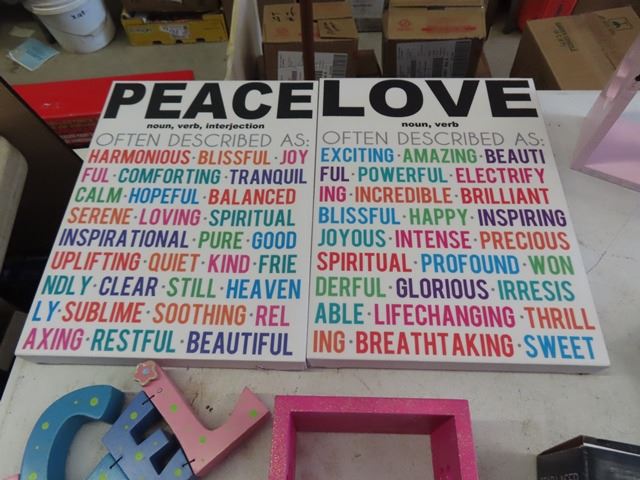 PEACE
noun, verb, interjection
OFTEN DESCRIBED AS:
HARMONIOUS·BLISSFUL·JOY
FUL·COMFORTING·TRANQUIL
CALM·HOPEFUL·BALANCED
SERENE·LOVING·SPIRITUAL
INSPIRATIONAL·PURE·GOOD
UPLIFTING·QUIET·KIND·FRIE
NDLY·CLEAR·STILL·HEAVEN
LY·SUBLIME·SOOTHING·REL
AXING·RESTFUL·BEAUTIFUL
LOVE
noun, verb
OFTEN DESCRIBED AS:
EXCITING·AMAZING·BEAUTI
FUL·POWERFUL·ELECTRIFY
ING·INCREDIBLE·BRILLIANT
BLISSFUL·HAPPY·INSPIRING
JOYOUS·INTENSE·PRECIOUS
SPIRITUAL·PROFOUND·WON
DERFUL·GLORIOUS·IRRESIS
ABLE·LIFECHANGING·THRILL
ING·BREATHTAKING·SWEET